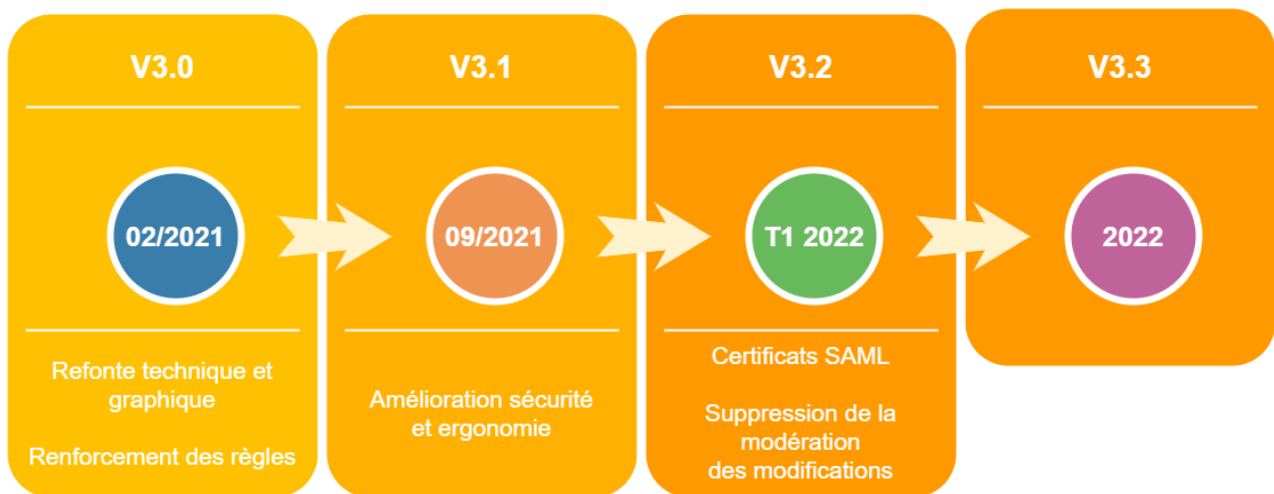 V3.0
02/2021
Refonte technique et
graphique
Renforcement des règles
V3.1
09/2021
Amélioration sécurité
et ergonomie
V3.2
T1 2022
Certificats SAML
Suppression de la
modération
des modifications
V3.3
2022